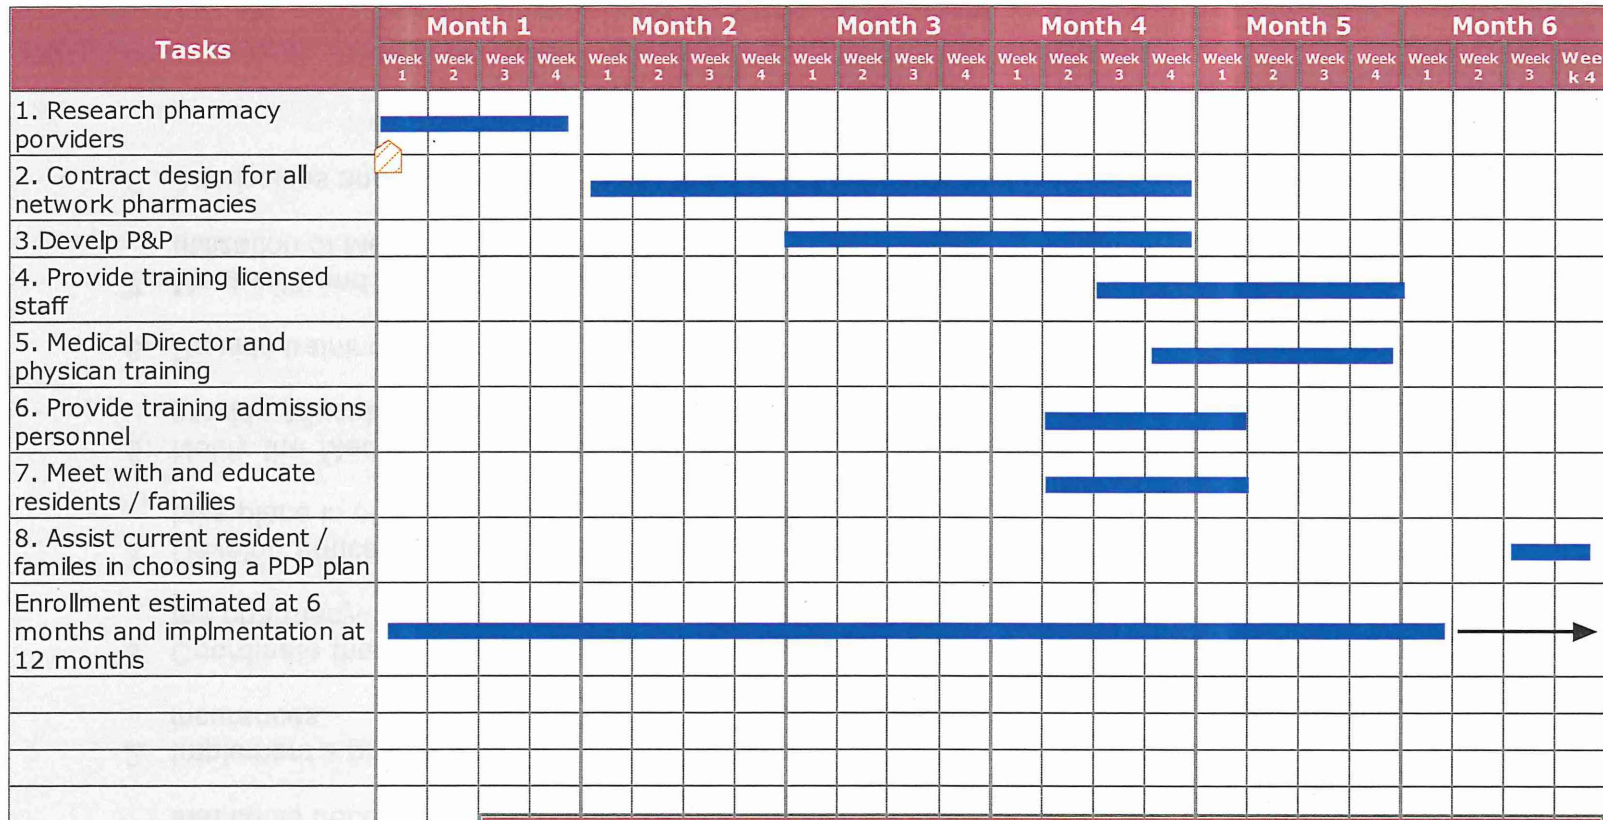 Tasks
Month 1 Month 2 Month 3 Month 4 Month 5 Month 6
Week 1 Week 2 Week 3 Week 4 Week 1 Week 2 Week 3 Week 4 Week 1 Week 2 Week 3 Week 4 Week 1 Week 2 Week 3 Week 4 Week 1 Week 2 Week 3 Week 4 Week 1 Week 2 Week 3 Wee k 4
1. Research pharmacy
porviders
2. Contract design for all
network pharmacies
3.Develp P&P
4. Provide training licensed
staff
5. Medical Director and
physican training
6. Provide training admissions
personnel
7. Meet with and educate
residents / families
8. Assist current resident /
familes in choosing a PDP plan
Enrollment estimated at 6
months and implmentation at
12 months